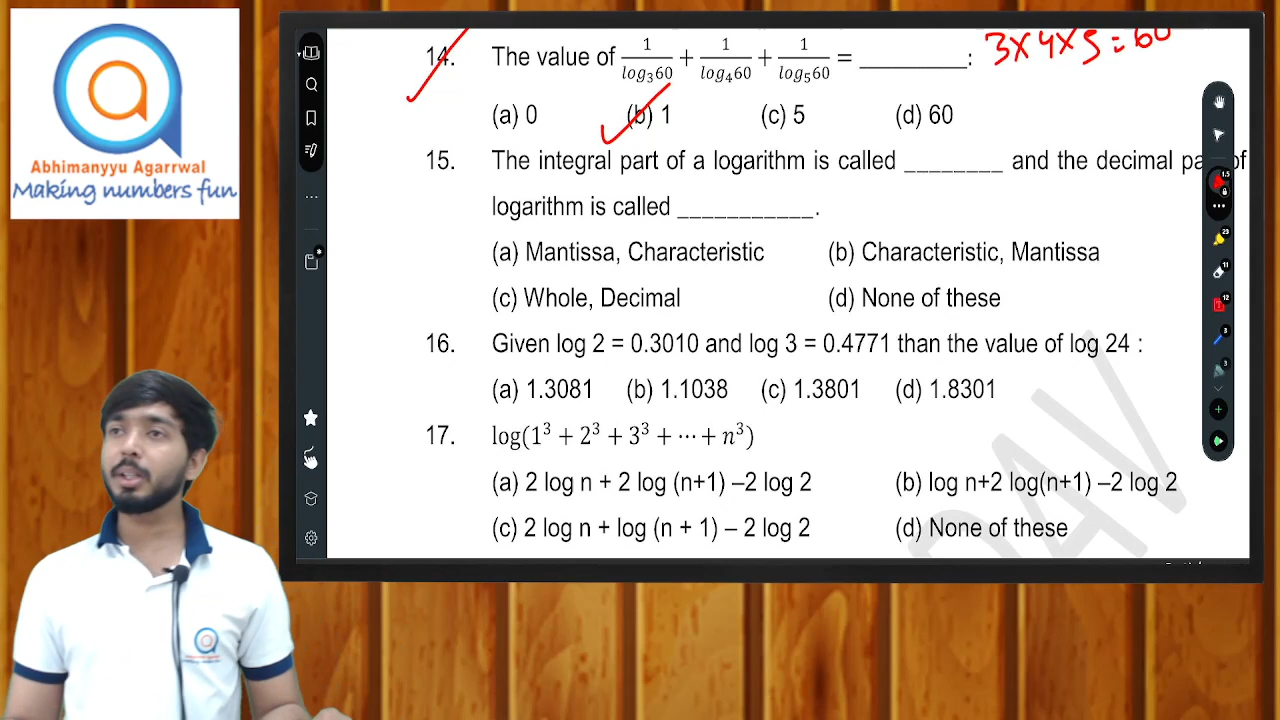 Abhimanyyu Agarrwal
Making numbers fun
14. The value of 1/log₃60 + 1/log₄60 + 1/log₅60 = ________:
3×4×5=60
(a) 0 (b) 1 (c) 5 (d) 60
15. The integral part of a logarithm is called ________ and the decimal part of
logarithm is called ___________.
(a) Mantissa, Characteristic (b) Characteristic, Mantissa
(c) Whole, Decimal (d) None of these
16. Given log 2 = 0.3010 and log 3 = 0.4771 than the value of log 24 :
(a) 1.3081 (b) 1.1038 (c) 1.3801 (d) 1.8301
17. log(1³ + 2³ + 3³ + ⋯ + n³)
(a) 2 log n + 2 log (n+1) –2 log 2 (b) log n+2 log(n+1) –2 log 2
(c) 2 log n + log (n + 1) – 2 log 2 (d) None of these